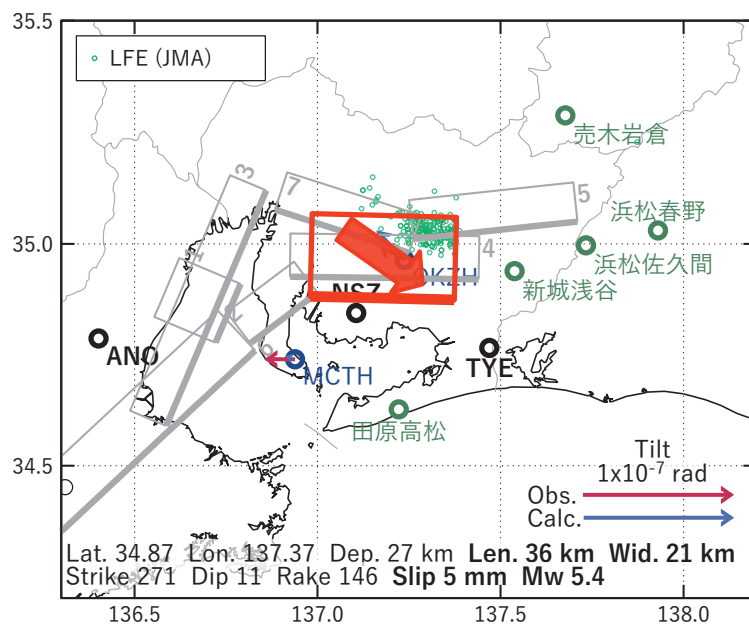 35.5
LFE (JMA)
売木岩倉
3
7
5
浜松春野
35.0
4
1
浜松佐久間
OKZH
新城浅谷
NSZ
2
6
ANO
TYE
MCTH
田原高松
Tilt
1x10⁻⁷ rad
34.5
Obs.
Calc.
Lat. 34.87 Lon. 137.37 Dep. 27 km Len. 36 km Wid. 21 km
Strike 271 Dip 11 Rake 146 Slip 5 mm Mw 5.4
136.5 137.0 137.5 138.0